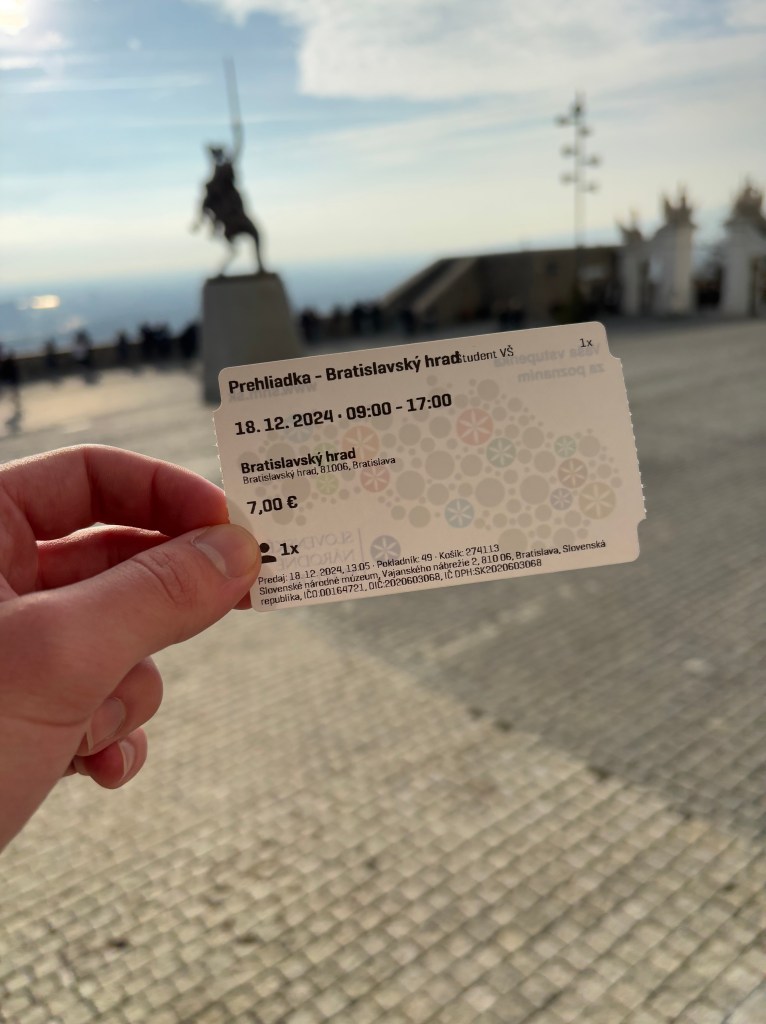 Prehliadka - Bratislavský hrad Študent VŠ 1x
18. 12. 2024 · 09:00 - 17:00
Bratislavský hrad
Bratislavský hrad, 81006, Bratislava
7,00 €
1x
Predaj: 18. 12. 2024, 13:05 · Pokladník: 49 · Košík: 274113
Slovenské národné múzeum, Vajanského nábrežie 2, 810 06, Bratislava, Slovenská
republika, IČO:00164721, DIČ:2020603068, IČ DPH:SK2020603068